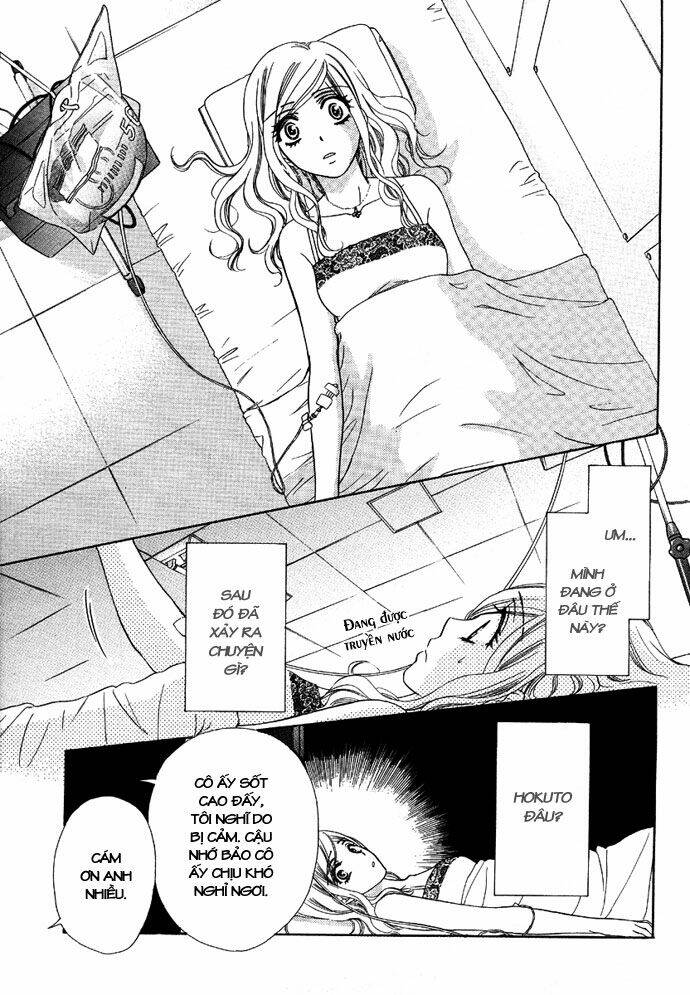 UM...
MÌNH
ĐANG Ở
ĐÂU THẾ
NÀY?
ĐANG ĐƯỢC
TRUYỀN NƯỚC
SAU
ĐÓ ĐÃ
XẢY RA
CHUYỆN
GÌ?
HOKUTO
ĐÂU?
CÔ ẤY SỐT
CAO ĐẤY,
TÔI NGHĨ DO
BỊ CẢM. CẬU
NHỚ BẢO CÔ
ẤY CHỊU KHÓ
NGHỈ NGƠI.
CÁM
ƠN ANH
NHIỀU.